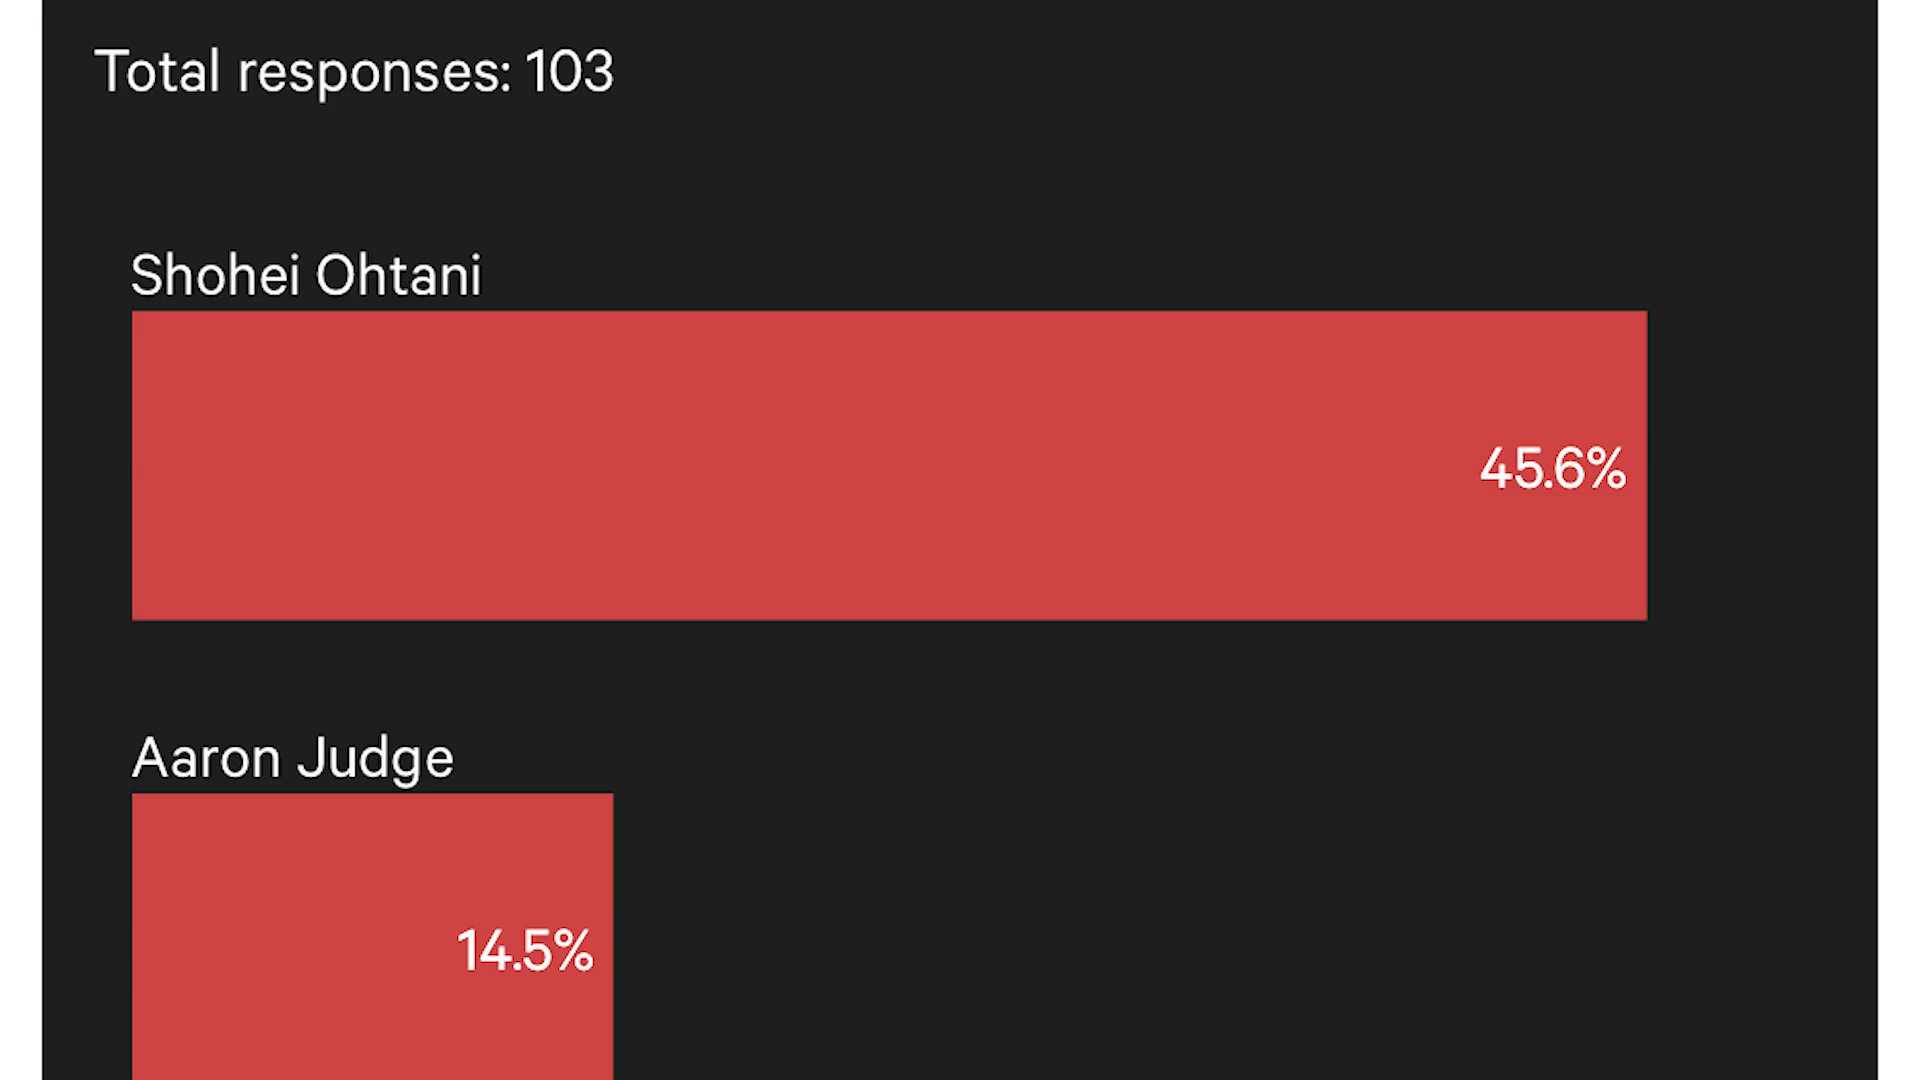 Total responses: 103
Shohei Ohtani
45.6%
Aaron Judge
14.5%